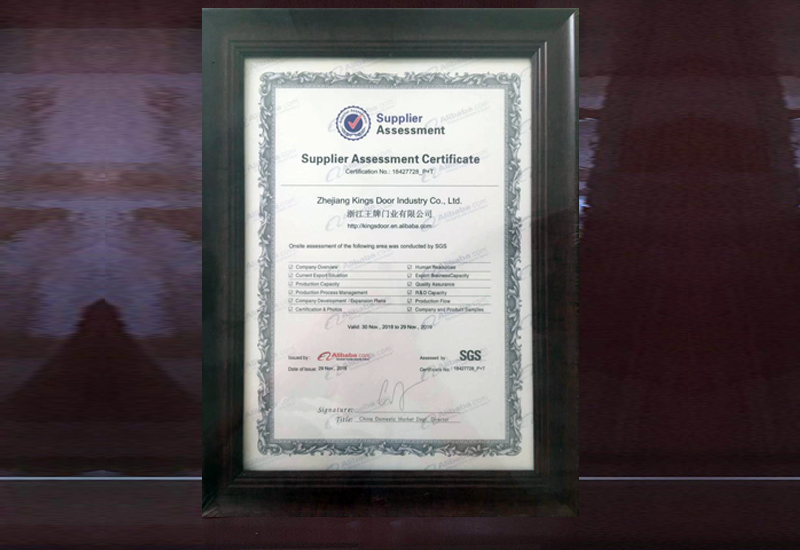 Supplier
Assessment
Supplier Assessment Certificate
Certification No.: 18427728_P+T
Zhejiang Kings Door Industry Co., Ltd.
浙江王牌门业有限公司
http://kingsdoor.en.alibaba.com
Onsite assessment of the following area was conducted by SGS
Company Overview
Human Resources
Current Export Situation
Export BusinessCapacity
Production Capacity
Quality Assurance
Production Process Management
R&D Capacity
Company Development / Expansion Plans
Production Flow
Certification & Photos
Company and Product Samples
Valid: 30 Nov., 2018 to 29 Nov., 2019
Issued by: Alibaba.com
Assessed by: SGS
Date of Issue: 29 Nov., 2018
Certificate No.: 18427728_P+T
Signature:
Title: China Domestic Market Dept. Director